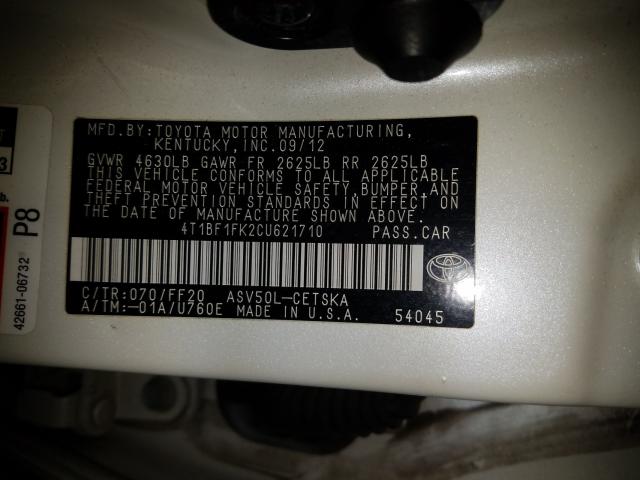 MFD.BY:TOYOTA MOTOR MANUFACTURING,
KENTUCKY,INC.09/12
GVWR 4630LB GAWR FR 2625LB RR 2625LB
THIS VEHICLE CONFORMS TO ALL APPLICABLE
FEDERAL MOTOR VEHICLE SAFETY,BUMPER,AND
THEFT PREVENTION STANDARDS IN EFFECT ON
THE DATE OF MANUFACTURE SHOWN ABOVE.
4T1BF1FK2CU621710 PASS.CAR
C/TR:070/FF20 ASV50L-CETSKA
A/TM:-01A/U760E MADE IN U.S.A. 54045
T
3
b.
P8
42661-06732